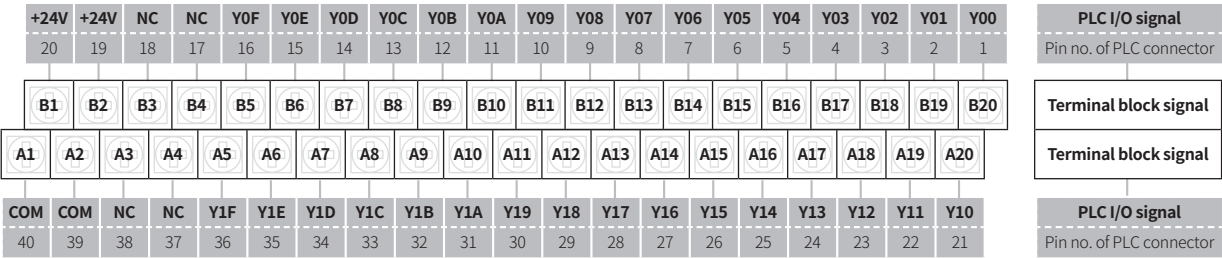 +24V +24V NC NC Y0F Y0E Y0D Y0C Y0B Y0A Y09 Y08 Y07 Y06 Y05 Y04 Y03 Y02 Y01 Y00 PLC I/O signal
20 19 18 17 16 15 14 13 12 11 10 9 8 7 6 5 4 3 2 1 Pin no. of PLC connector
B1 B2 B3 B4 B5 B6 B7 B8 B9 B10 B11 B12 B13 B14 B15 B16 B17 B18 B19 B20 Terminal block signal
A1 A2 A3 A4 A5 A6 A7 A8 A9 A10 A11 A12 A13 A14 A15 A16 A17 A18 A19 A20 Terminal block signal
COM COM NC NC Y1F Y1E Y1D Y1C Y1B Y1A Y19 Y18 Y17 Y16 Y15 Y14 Y13 Y12 Y11 Y10 PLC I/O signal
40 39 38 37 36 35 34 33 32 31 30 29 28 27 26 25 24 23 22 21 Pin no. of PLC connector